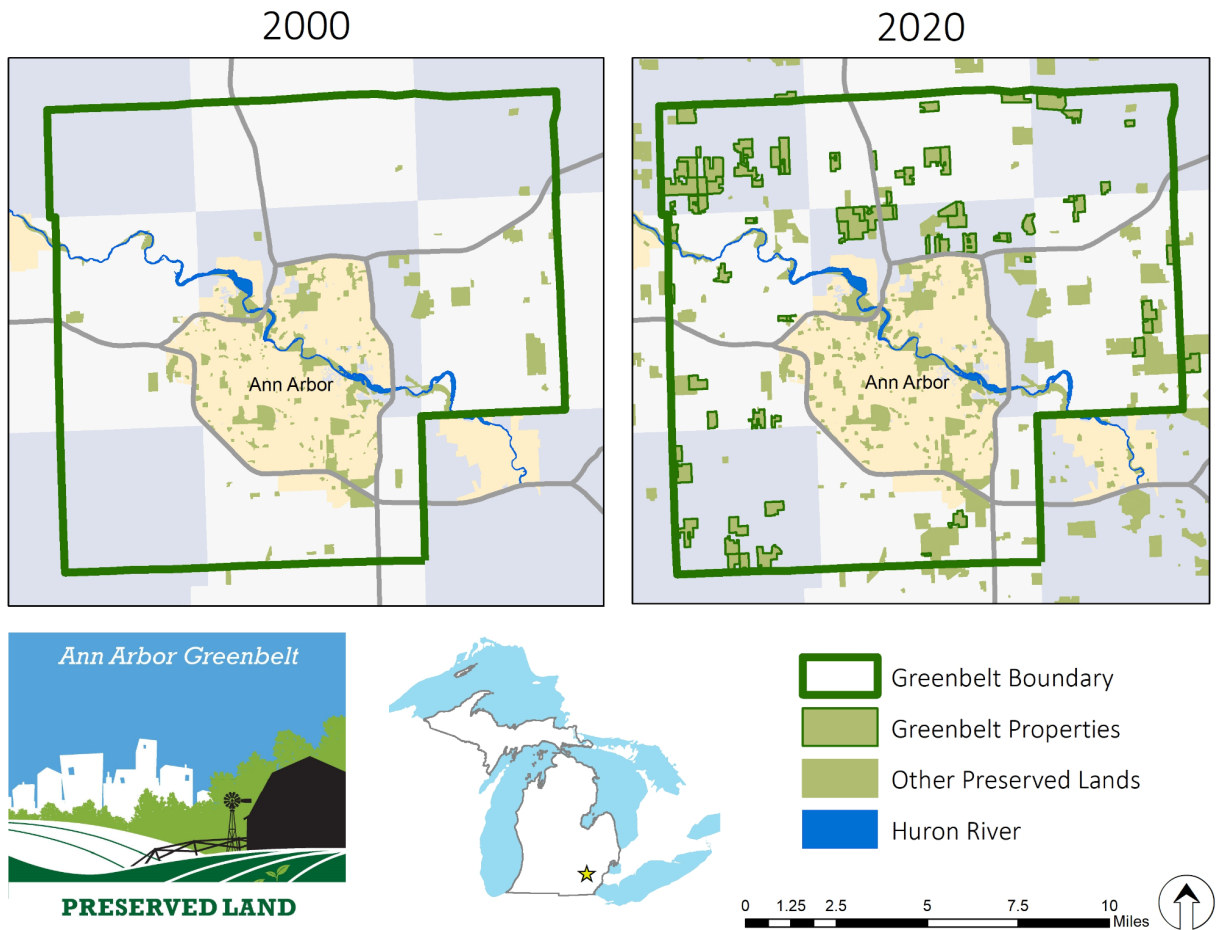 2000
2020
Ann Arbor
Ann Arbor
Ann Arbor Greenbelt
PRESERVED LAND
Greenbelt Boundary
Greenbelt Properties
Other Preserved Lands
Huron River
0 1.25 2.5 5 7.5 10
Miles